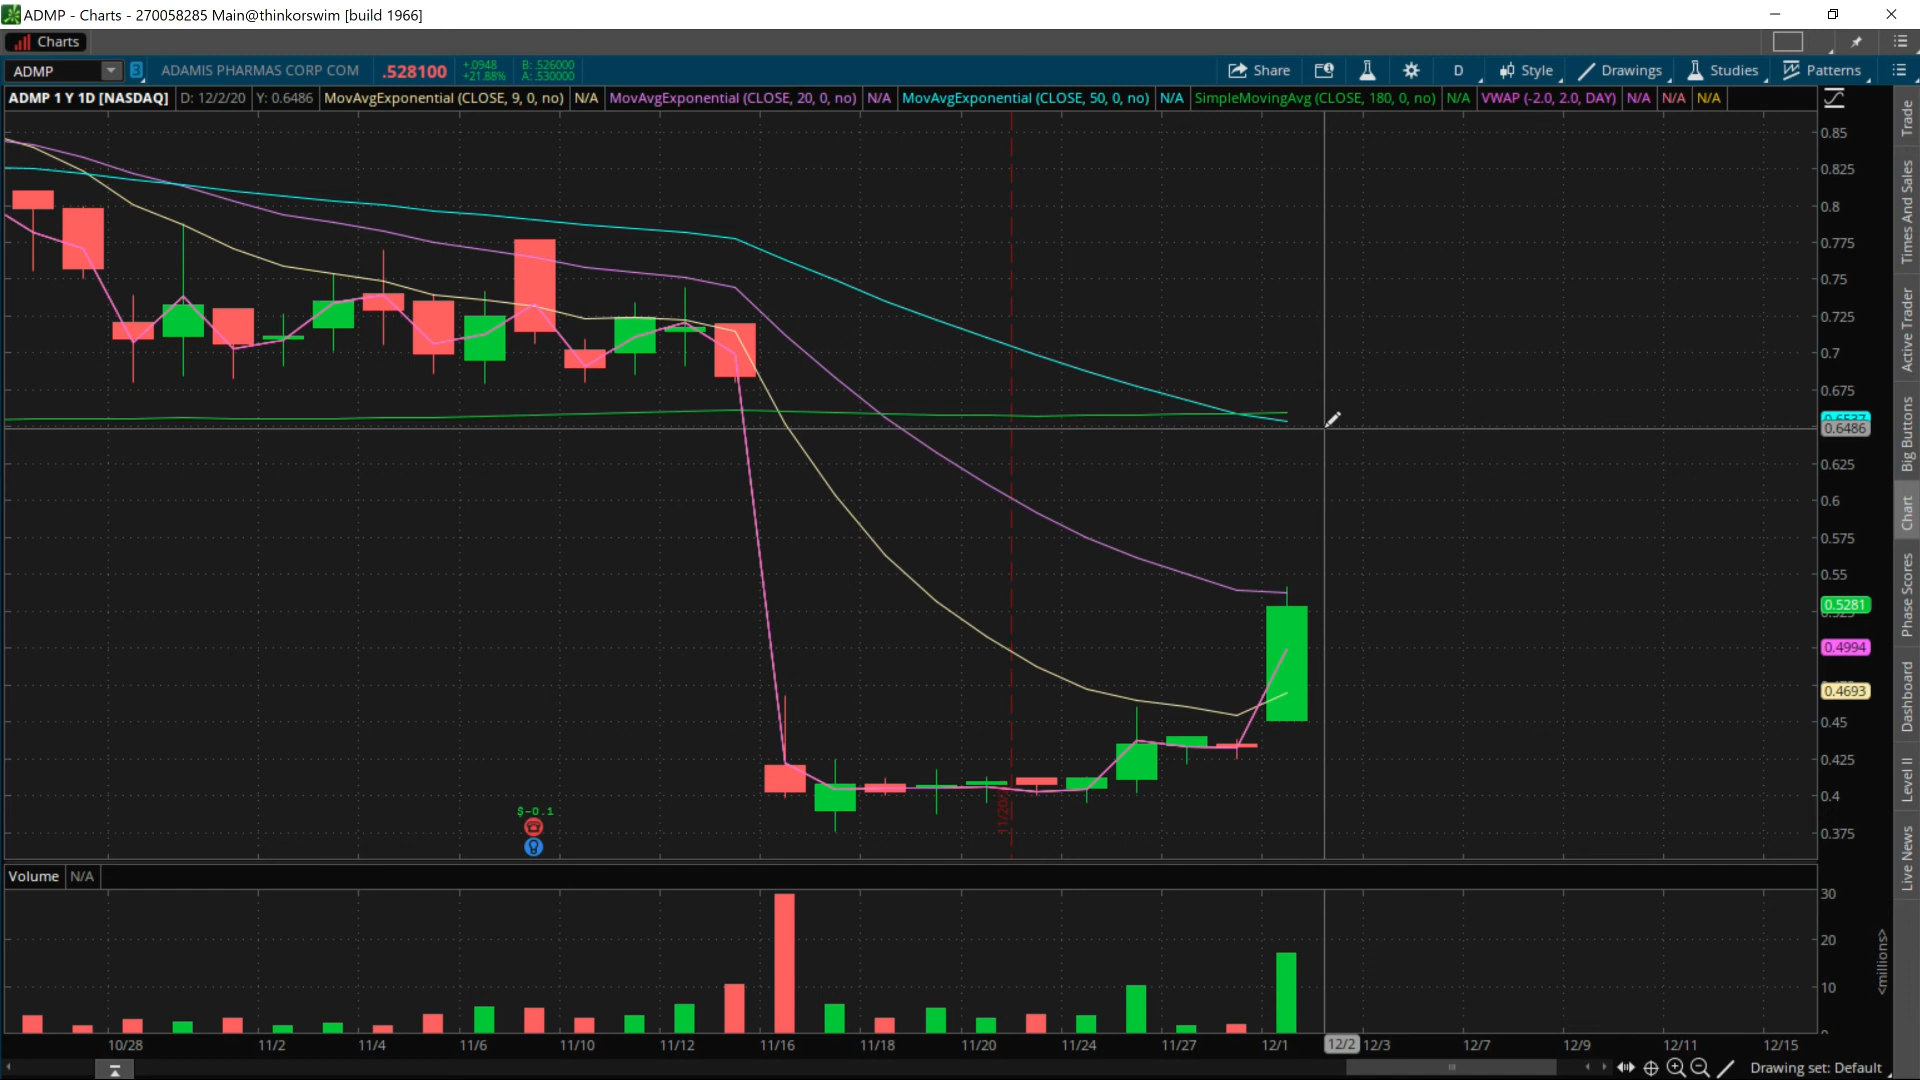 ADMP - Charts - 270058285 Main@thinkorswim [build 1966]
Charts
ADMP 3 ADAMIS PHARMAS CORP COM .528100 +.0948 B: .526000 Share D Style Drawings Studies Patterns
+21.88% A: .530000
ADMP 1 Y 1D [NASDAQ] D: 12/2/20 Y: 0.6486 MovAvgExponential (CLOSE, 9, 0, no) N/A MovAvgExponential (CLOSE, 20, 0, no) N/A MovAvgExponential (CLOSE, 50, 0, no) N/A SimpleMovingAvg (CLOSE, 180, 0, no) N/A VWAP (-2.0, 2.0, DAY) N/A N/A N/A
0.85
0.825
0.8
0.775
0.75
0.725
0.7
0.675
0.6537
0.6486
0.625
0.6
0.575
0.55
0.5281
0.4994
0.4693
0.45
0.425
0.4
0.375
$-0.1
Trade
Times And Sales
Active Trader
Big Buttons
Chart
Phase Scores
Dashboard
Level II
Live News
Volume N/A
30
20
10
<millions>
10/28 11/2 11/4 11/6 11/10 11/12 11/16 11/18 11/20 11/24 11/27 12/1 12/2 12/3 12/7 12/9 12/11 12/15
Drawing set: Default